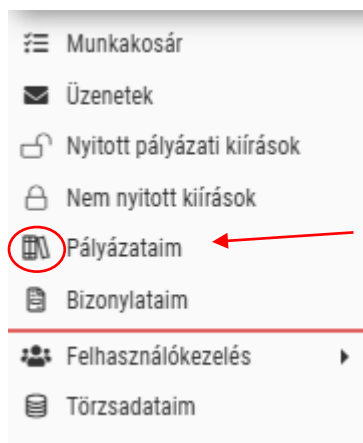 Munkakosár
Üzenetek
Nyitott pályázati kiírások
Nem nyitott kiírások
Pályázataim
Bizonylataim
Felhasználókezelés
Törzsadataim